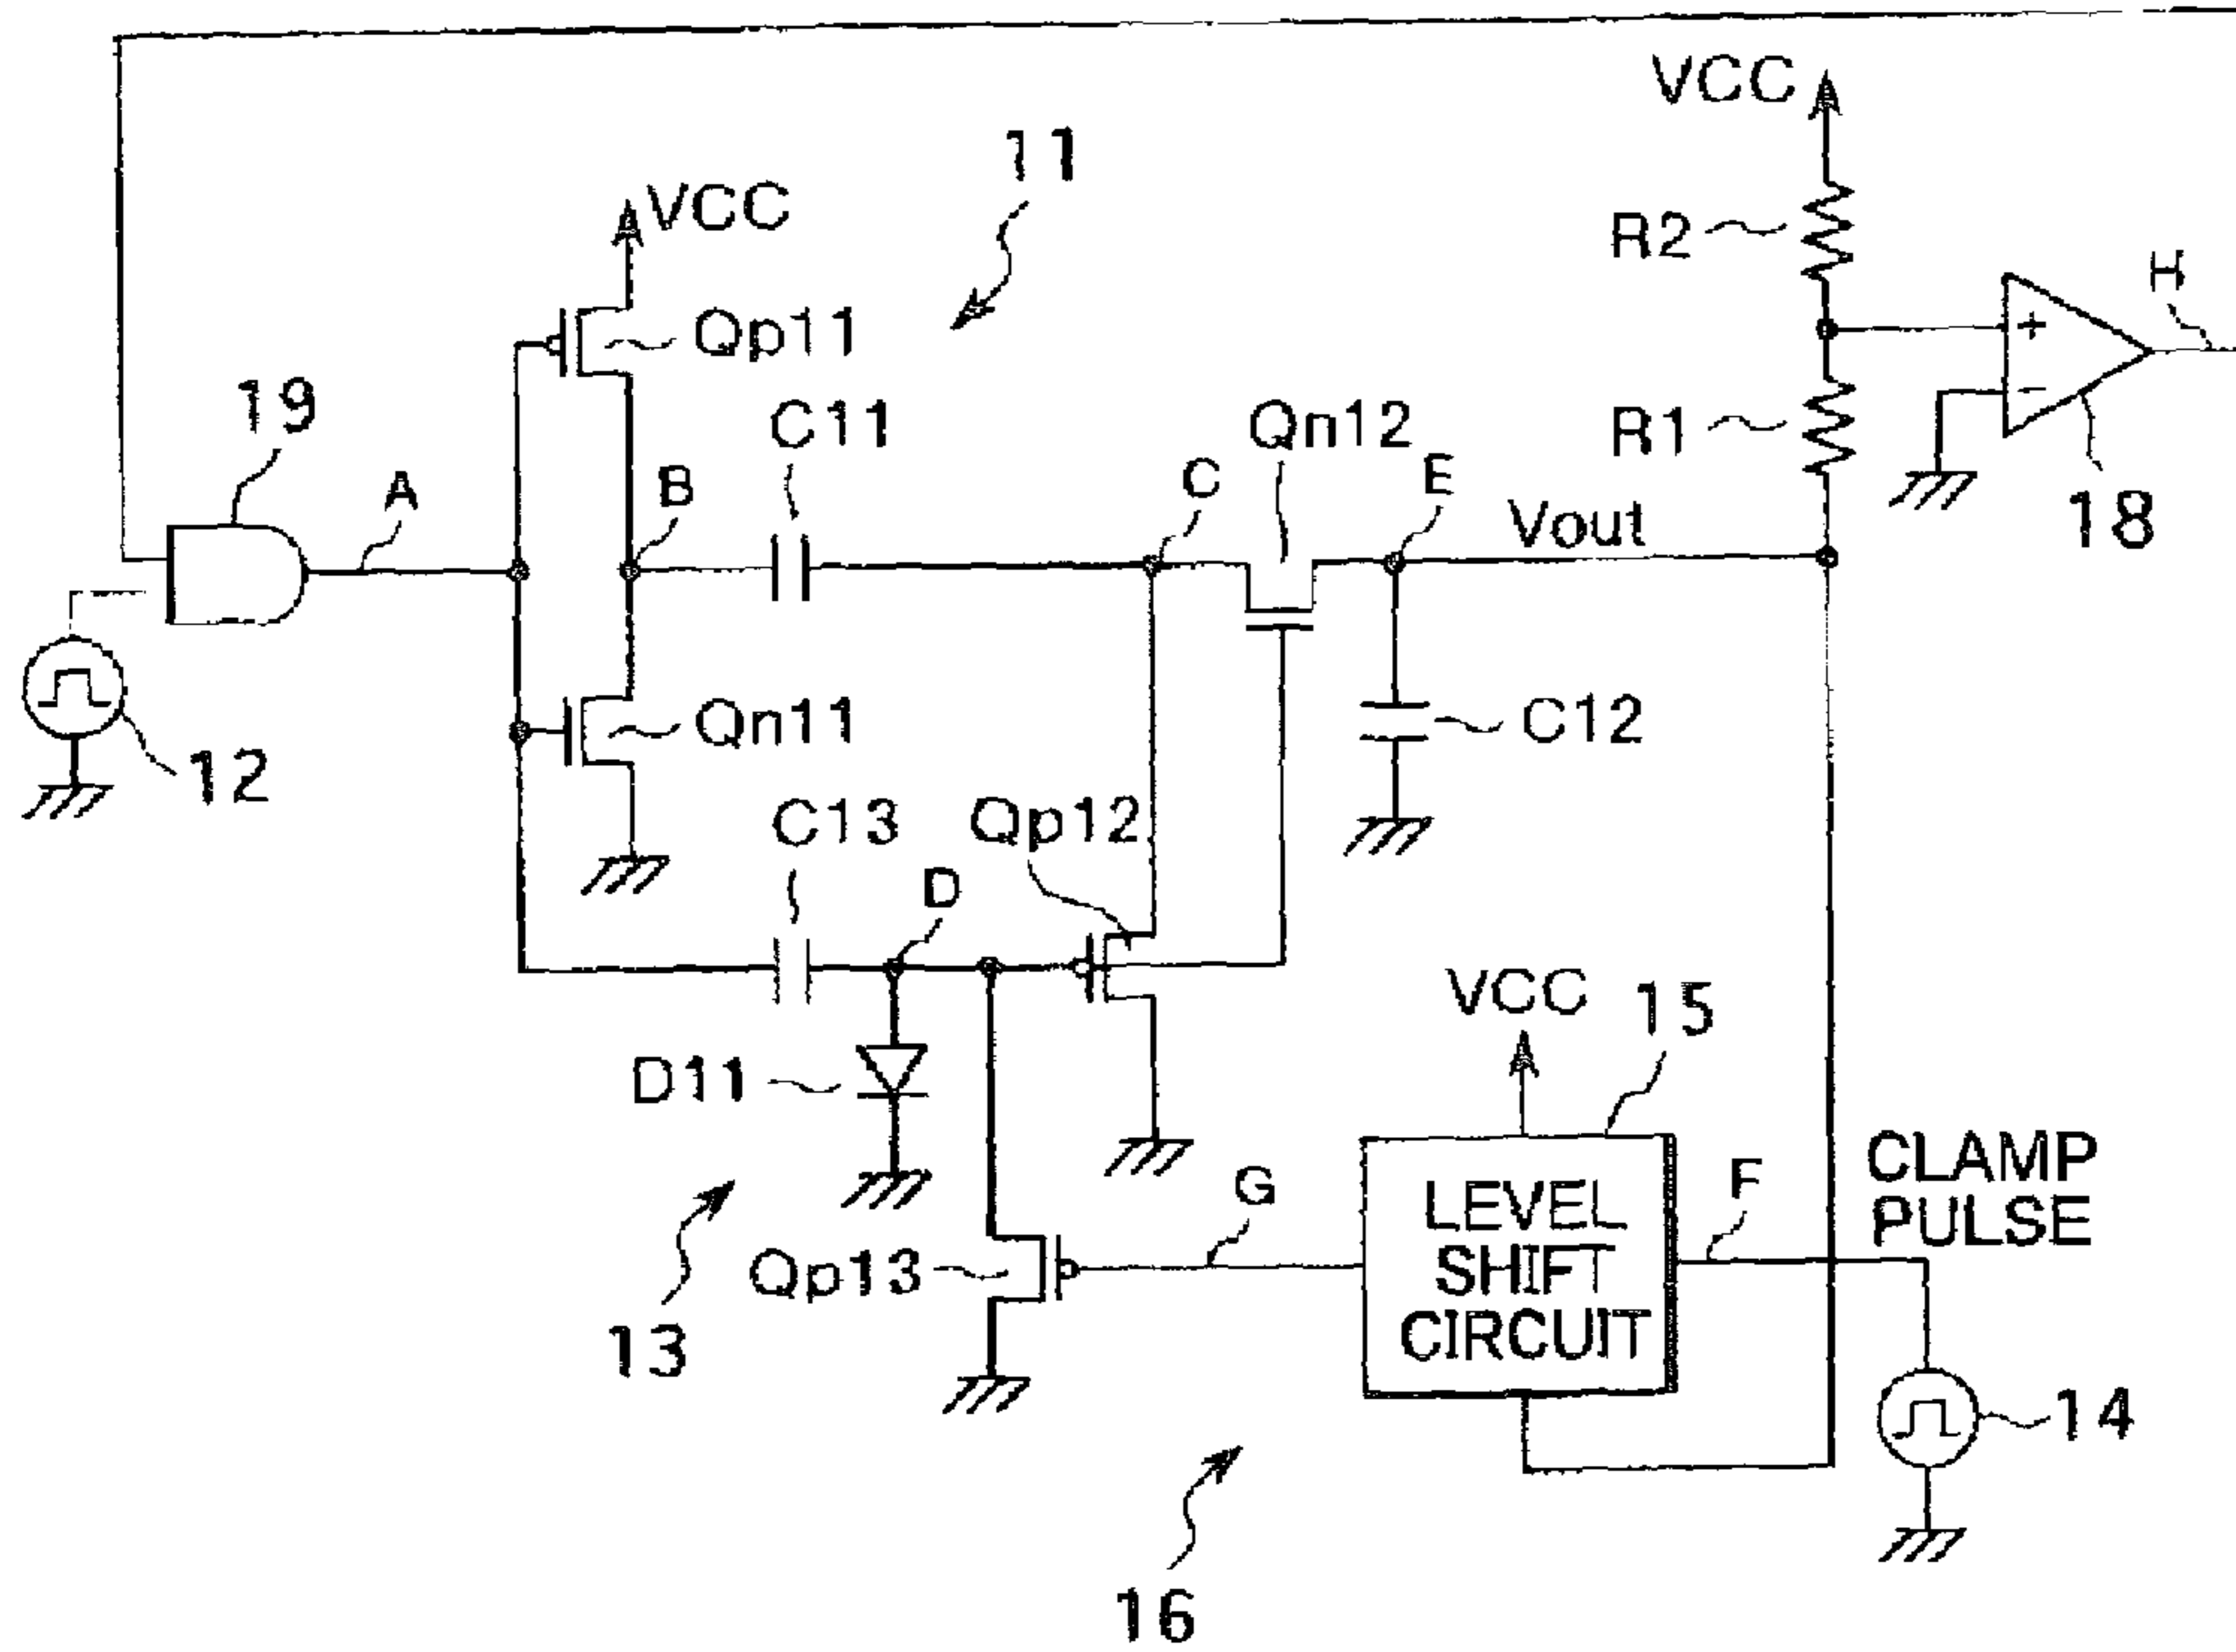 VCC
11
VCC
R2
H
Qp11
+
19
C11
Qn12
R1
−
A
B
C
E
Vout
18
Qn11
C12
12
C13
Qp12
D
VCC
15
D11
CLAMP
PULSE
G
LEVEL
SHIFT
CIRCUIT
F
Qp13
13
14
16